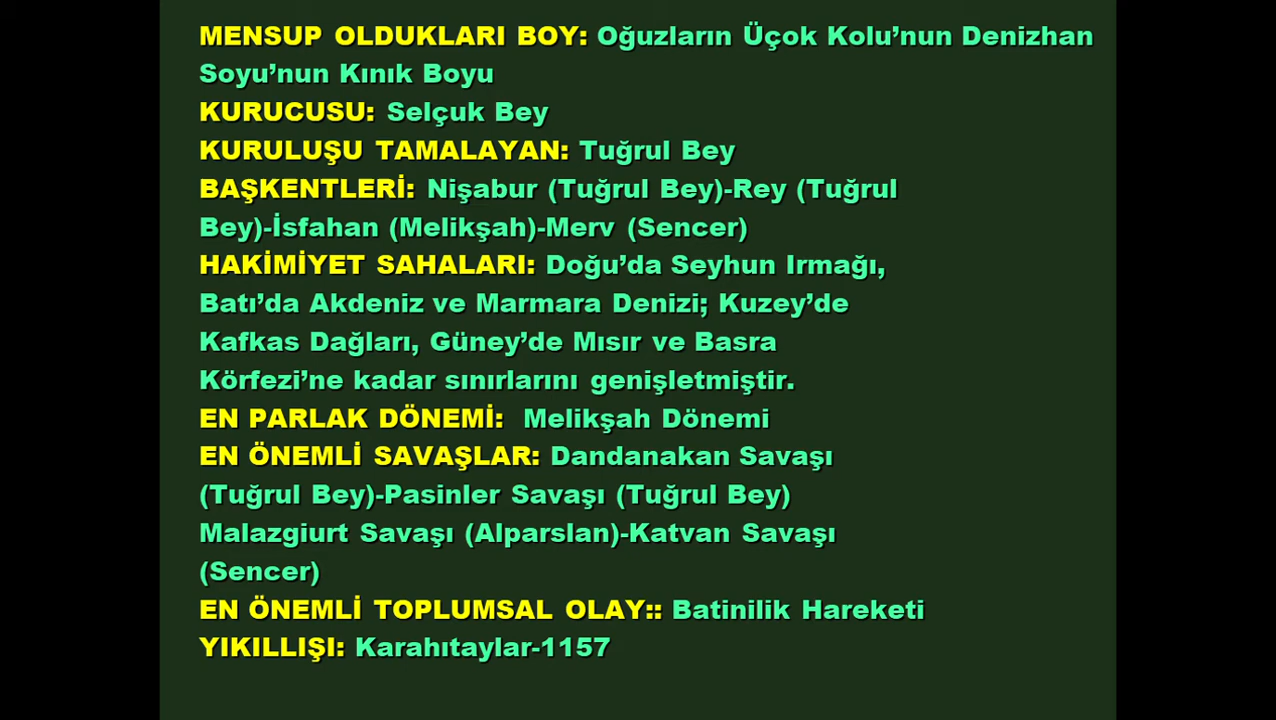 MENSUP OLDUKLARI BOY: Oğuzların Üçok Kolu’nun Denizhan
Soyu’nun Kınık Boyu
KURUCUSU: Selçuk Bey
KURULUŞU TAMALAYAN: Tuğrul Bey
BAŞKENTLERİ: Nişabur (Tuğrul Bey)-Rey (Tuğrul
Bey)-İsfahan (Melikşah)-Merv (Sencer)
HAKİMİYET SAHALARI: Doğu’da Seyhun Irmağı,
Batı’da Akdeniz ve Marmara Denizi; Kuzey’de
Kafkas Dağları, Güney’de Mısır ve Basra
Körfezi’ne kadar sınırlarını genişletmiştir.
EN PARLAK DÖNEMİ: Melikşah Dönemi
EN ÖNEMLİ SAVAŞLAR: Dandanakan Savaşı
(Tuğrul Bey)-Pasinler Savaşı (Tuğrul Bey)
Malazgiurt Savaşı (Alparslan)-Katvan Savaşı
(Sencer)
EN ÖNEMLİ TOPLUMSAL OLAY:: Batinilik Hareketi
YIKILLIŞI: Karahıtaylar-1157